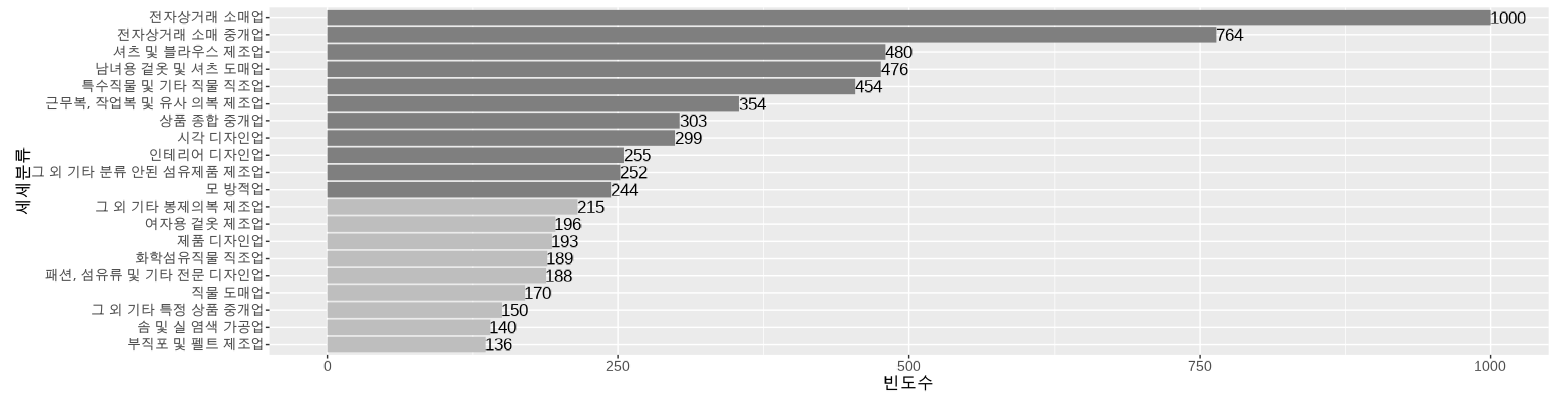 전자상거래 소매업 1000
전자상거래 소매 중개업 764
셔츠 및 블라우스 제조업 480
남녀용 겉옷 및 셔츠 도매업 476
특수직물 및 기타 직물 직조업 454
근무복, 작업복 및 유사 의복 제조업 354
상품 종합 중개업 303
시각 디자인업 299
인테리어 디자인업 255
그 외 기타 분류 안된 섬유제품 제조업 252
모 방적업 244
그 외 기타 봉제의복 제조업 215
여자용 겉옷 제조업 196
제품 디자인업 193
화학섬유직물 직조업 189
패션, 섬유류 및 기타 전문 디자인업 188
직물 도매업 170
그 외 기타 특정 상품 중개업 150
솜 및 실 염색 가공업 140
부직포 및 펠트 제조업 136
세세분류
0 250 500 750 1000
빈도수